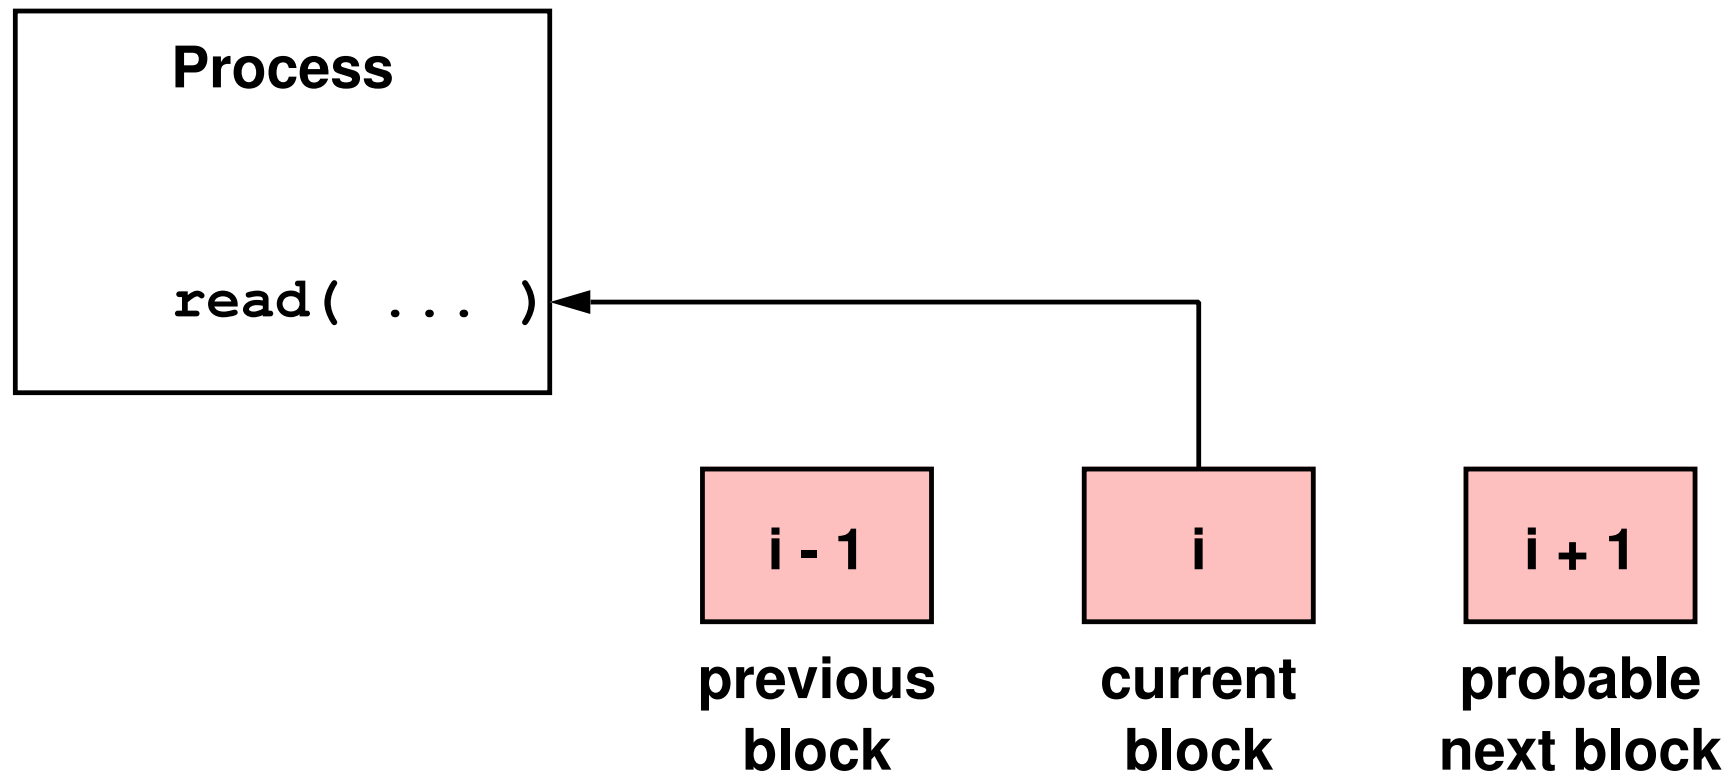 Process
read( ... )
i - 1
i
i + 1
previous
block
current
block
probable
next block